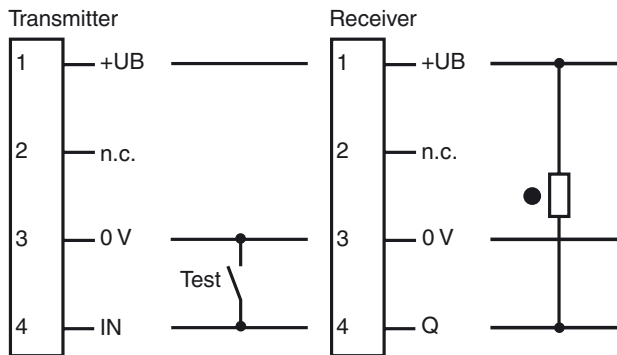 Transmitter
1 +UB
2 n.c.
3 0 V
Test
4 IN
Receiver
1 +UB
2 n.c.
3 0 V
4 Q